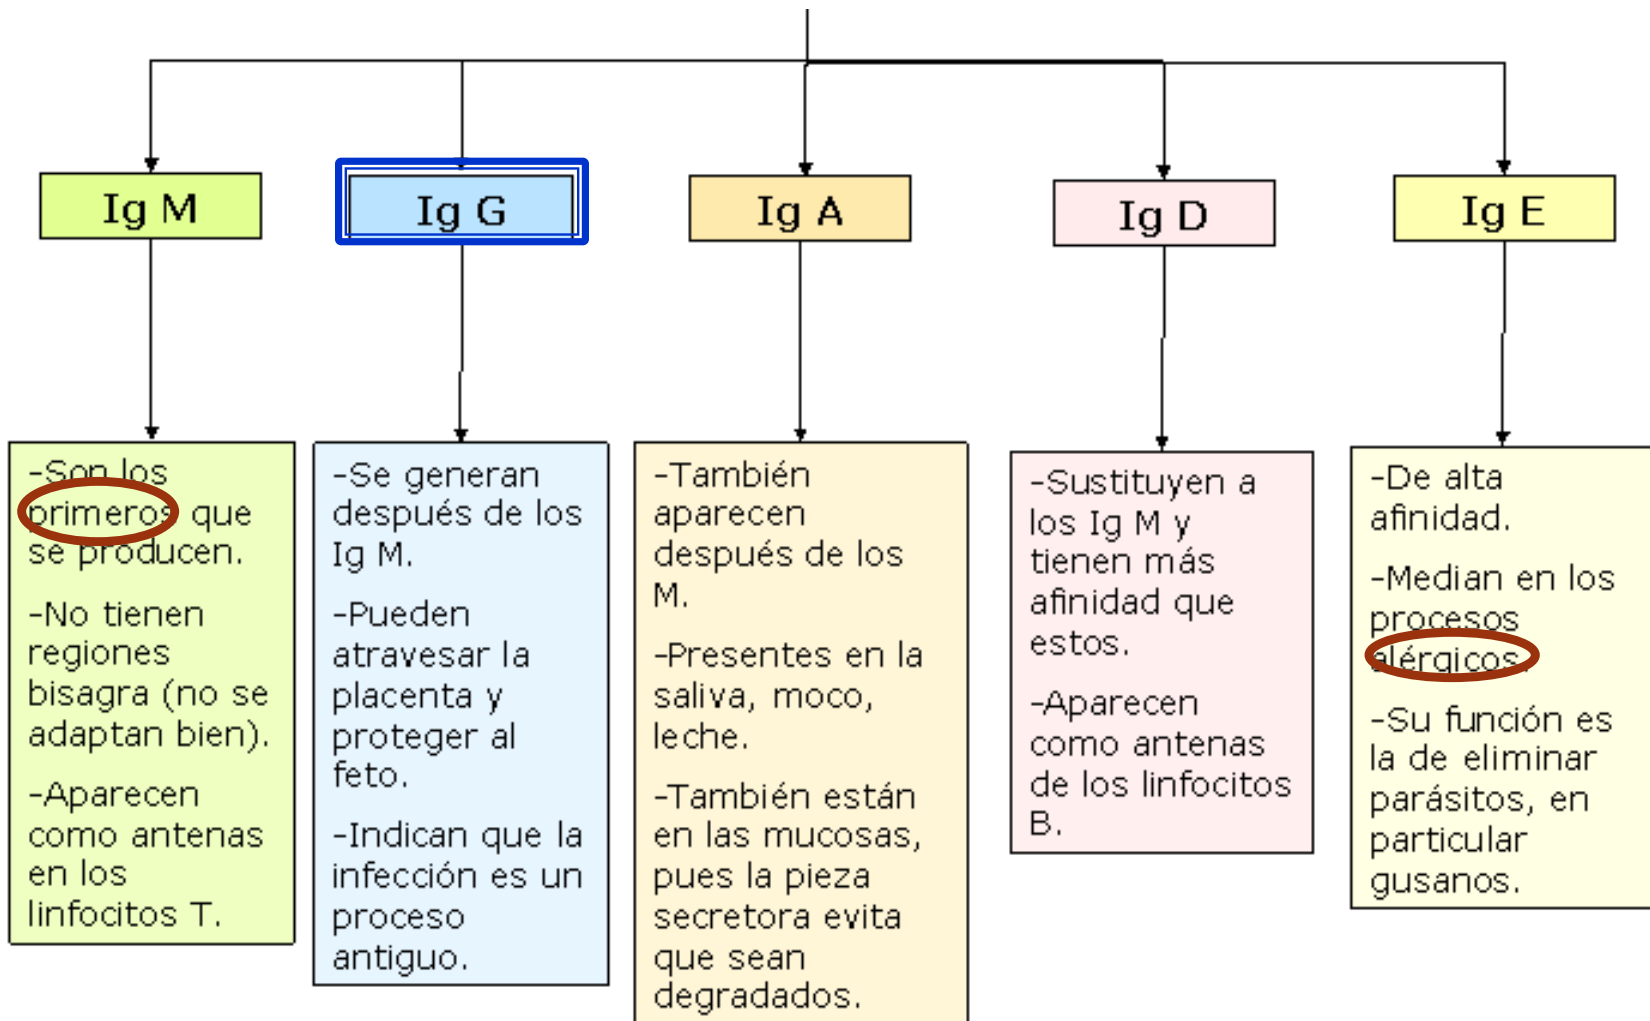 Ig M
Ig G
Ig A
Ig D
Ig E
-Son los
primeros que
se producen.
-No tienen
regiones
bisagra (no se
adaptan bien).
-Aparecen
como antenas
en los
linfocitos T.
-Se generan
después de los
Ig M.
-Pueden
atravesar la
placenta y
proteger al
feto.
-Indican que la
infección es un
proceso
antiguo.
-También
aparecen
después de los
M.
-Presentes en la
saliva, moco,
leche.
-También están
en las mucosas,
pues la pieza
secretora evita
que sean
degradados.
-Sustituyen a
los Ig M y
tienen más
afinidad que
estos.
-Aparecen
como antenas
de los linfocitos
B.
-De alta
afinidad.
-Median en los
procesos
alérgicos.
-Su función es
la de eliminar
parásitos, en
particular
gusanos.